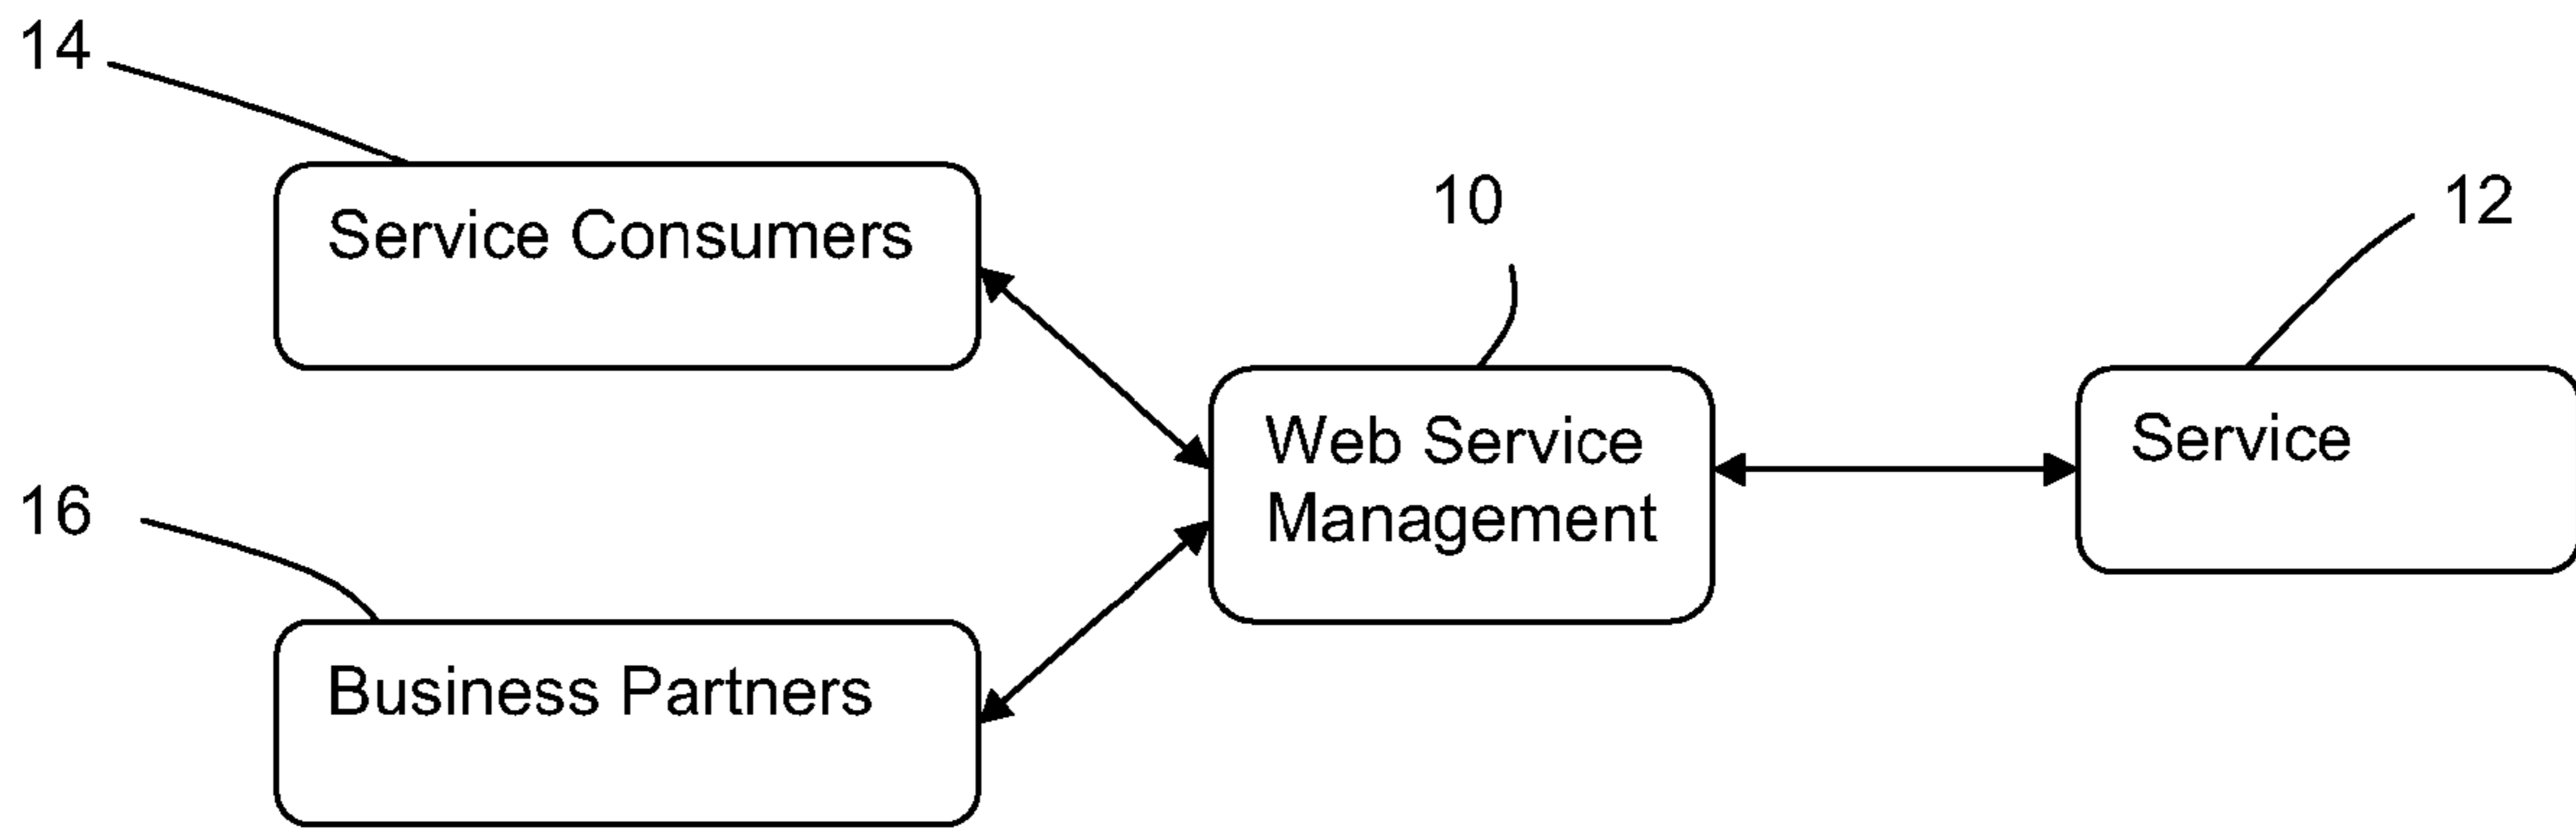 14
Service Consumers
10
12
Web Service
Management
Service
16
Business Partners